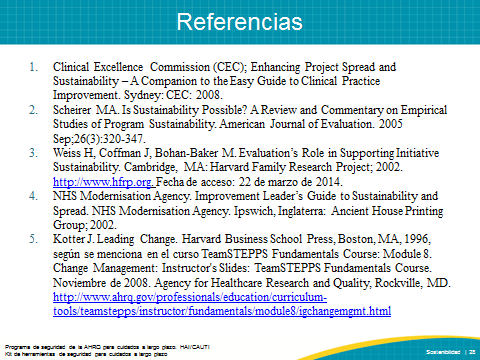 Referencias
1. Clinical Excellence Commission (CEC); Enhancing Project Spread and
Sustainability – A Companion to the Easy Guide to Clinical Practice
Improvement. Sydney: CEC: 2008.
2. Scheirer MA. Is Sustainability Possible? A Review and Commentary on Empirical
Studies of Program Sustainability. American Journal of Evaluation. 2005
Sep;26(3):320-347.
3. Weiss H, Coffman J, Bohan-Baker M. Evaluation’s Role in Supporting Initiative
Sustainability. Cambridge, MA: Harvard Family Research Project; 2002.
http://www.hfrp.org. Fecha de acceso: 22 de marzo de 2014.
4. NHS Modernisation Agency. Improvement Leader’s Guide to Sustainability and
Spread. NHS Modernisation Agency. Ipswich, Inglaterra: Ancient House Printing
Group; 2002.
5. Kotter J. Leading Change. Harvard Business School Press, Boston, MA, 1996,
según se menciona en el curso TeamSTEPPS Fundamentals Course: Module 8.
Change Management: Instructor's Slides: TeamSTEPPS Fundamentals Course.
Noviembre de 2008. Agency for Healthcare Research and Quality, Rockville, MD.
http://www.ahrq.gov/professionals/education/curriculum-
tools/teamstepps/instructor/fundamentals/module8/igchangemgmt.html
Programa de seguridad de la AHRG para cuidados a largo plazo: HAI/CAUTI
Kit de herramientas de seguridad para cuidados a largo plazo
Sostenibilidad | 28